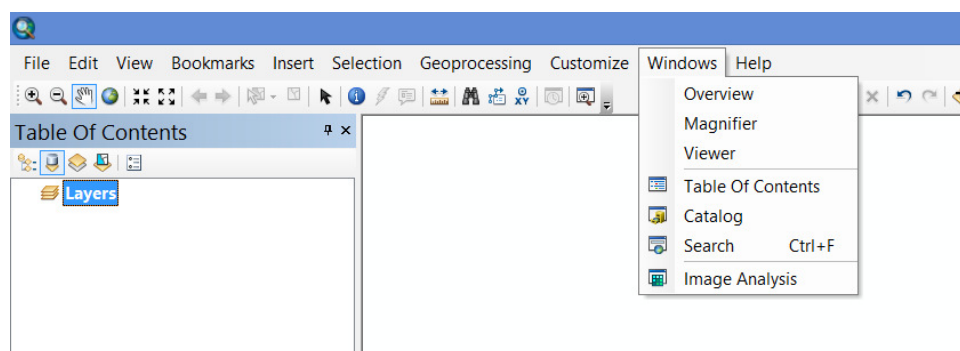 File Edit View Bookmarks Insert Selection Geoprocessing Customize Windows Help
XY
Table Of Contents
Layers
Overview
Magnifier
Viewer
Table Of Contents
Catalog
Search Ctrl+F
Image Analysis